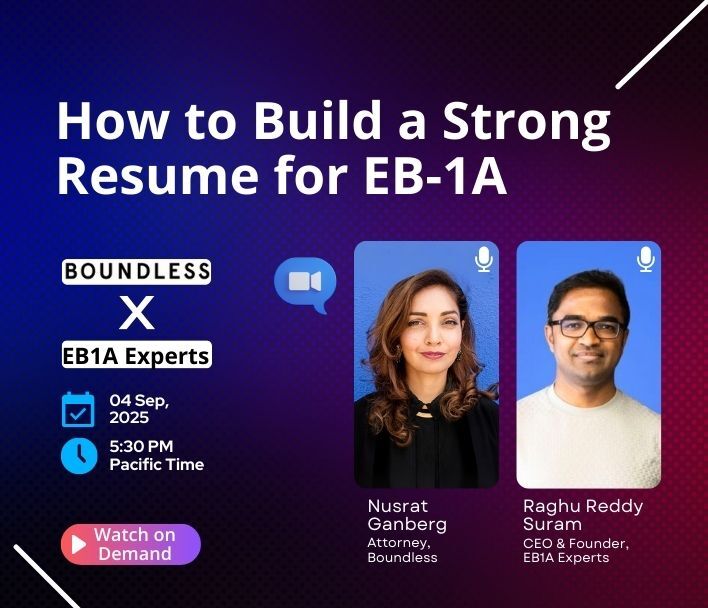 How to Build a Strong
Resume for EB-1A
BOUNDLESS
X
EB1A Experts
04 Sep,
2025
5:30 PM
Pacific Time
Watch on
Demand
Nusrat
Ganberg
Attorney,
Boundless
Raghu Reddy
Suram
CEO & Founder,
EB1A Experts